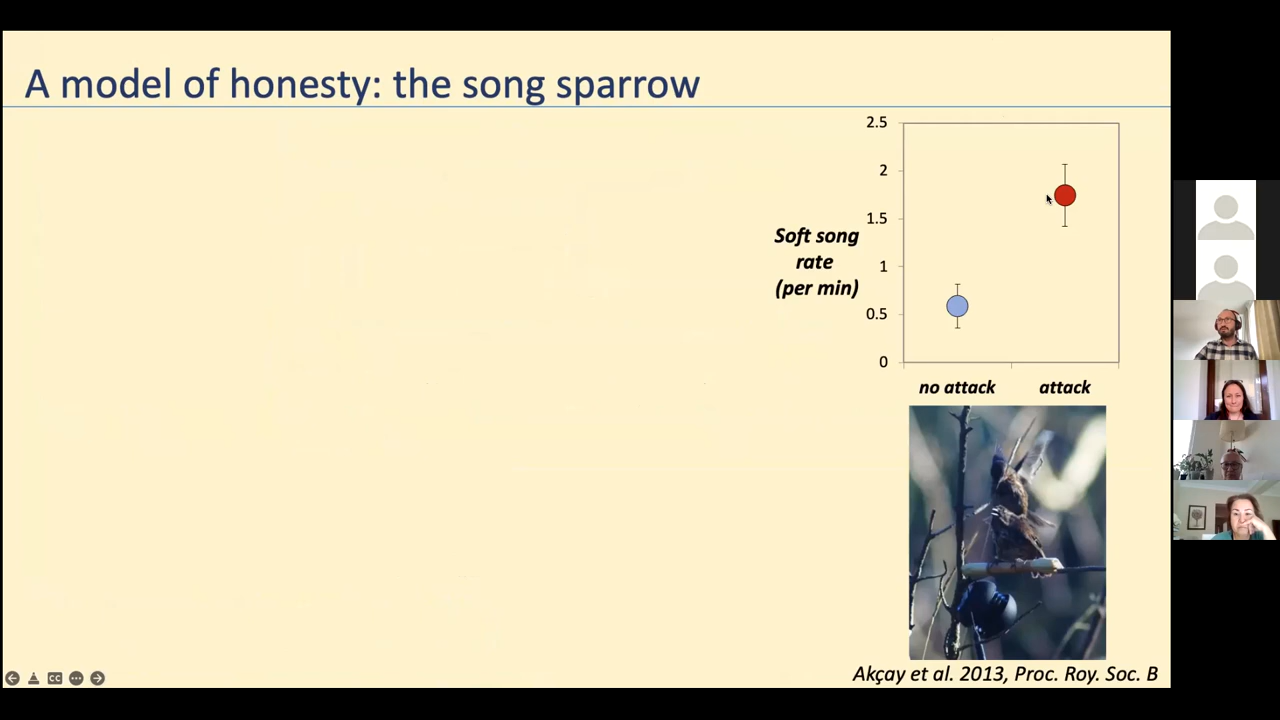 A model of honesty: the song sparrow
2.5
2
1.5
1
0.5
0
Soft song
rate
(per min)
no attack
attack
CC
Akçay et al. 2013, Proc. Roy. Soc. B